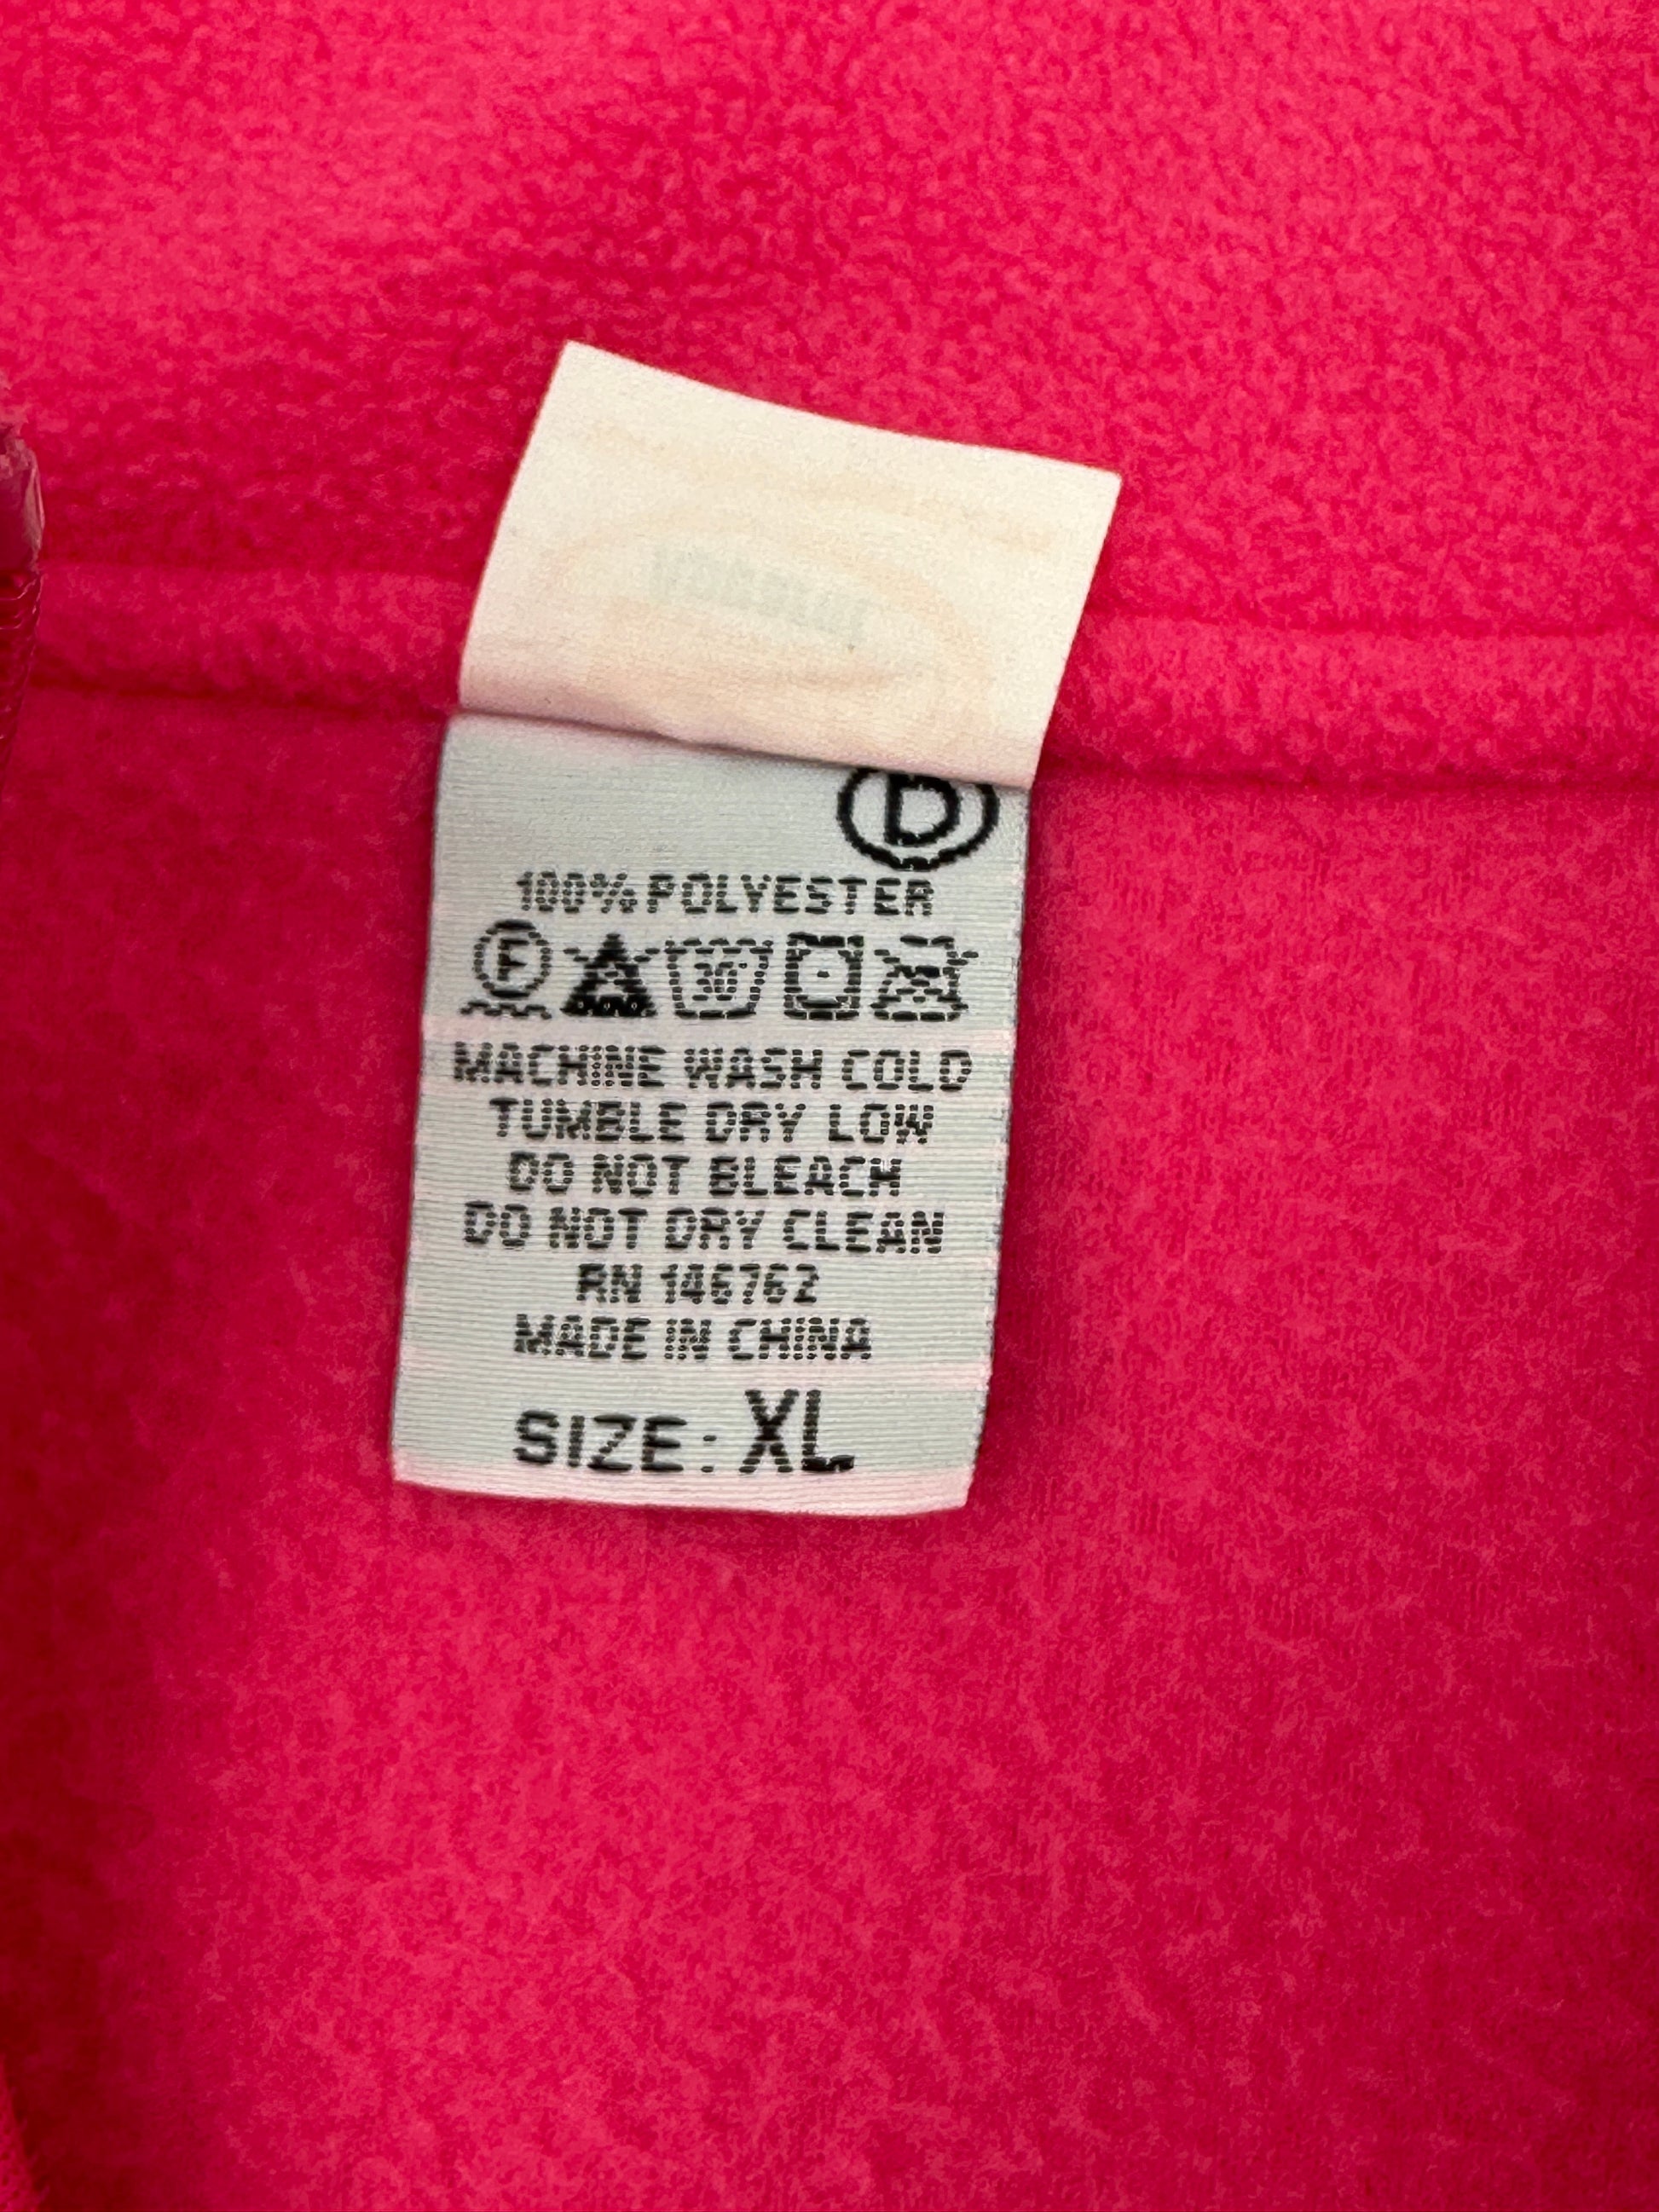 D
100% POLYESTER
30
MACHINE WASH COLD
TUMBLE DRY LOW
DO NOT BLEACH
DO NOT DRY CLEAN
RN 146762
MADE IN CHINA
SIZE: XL